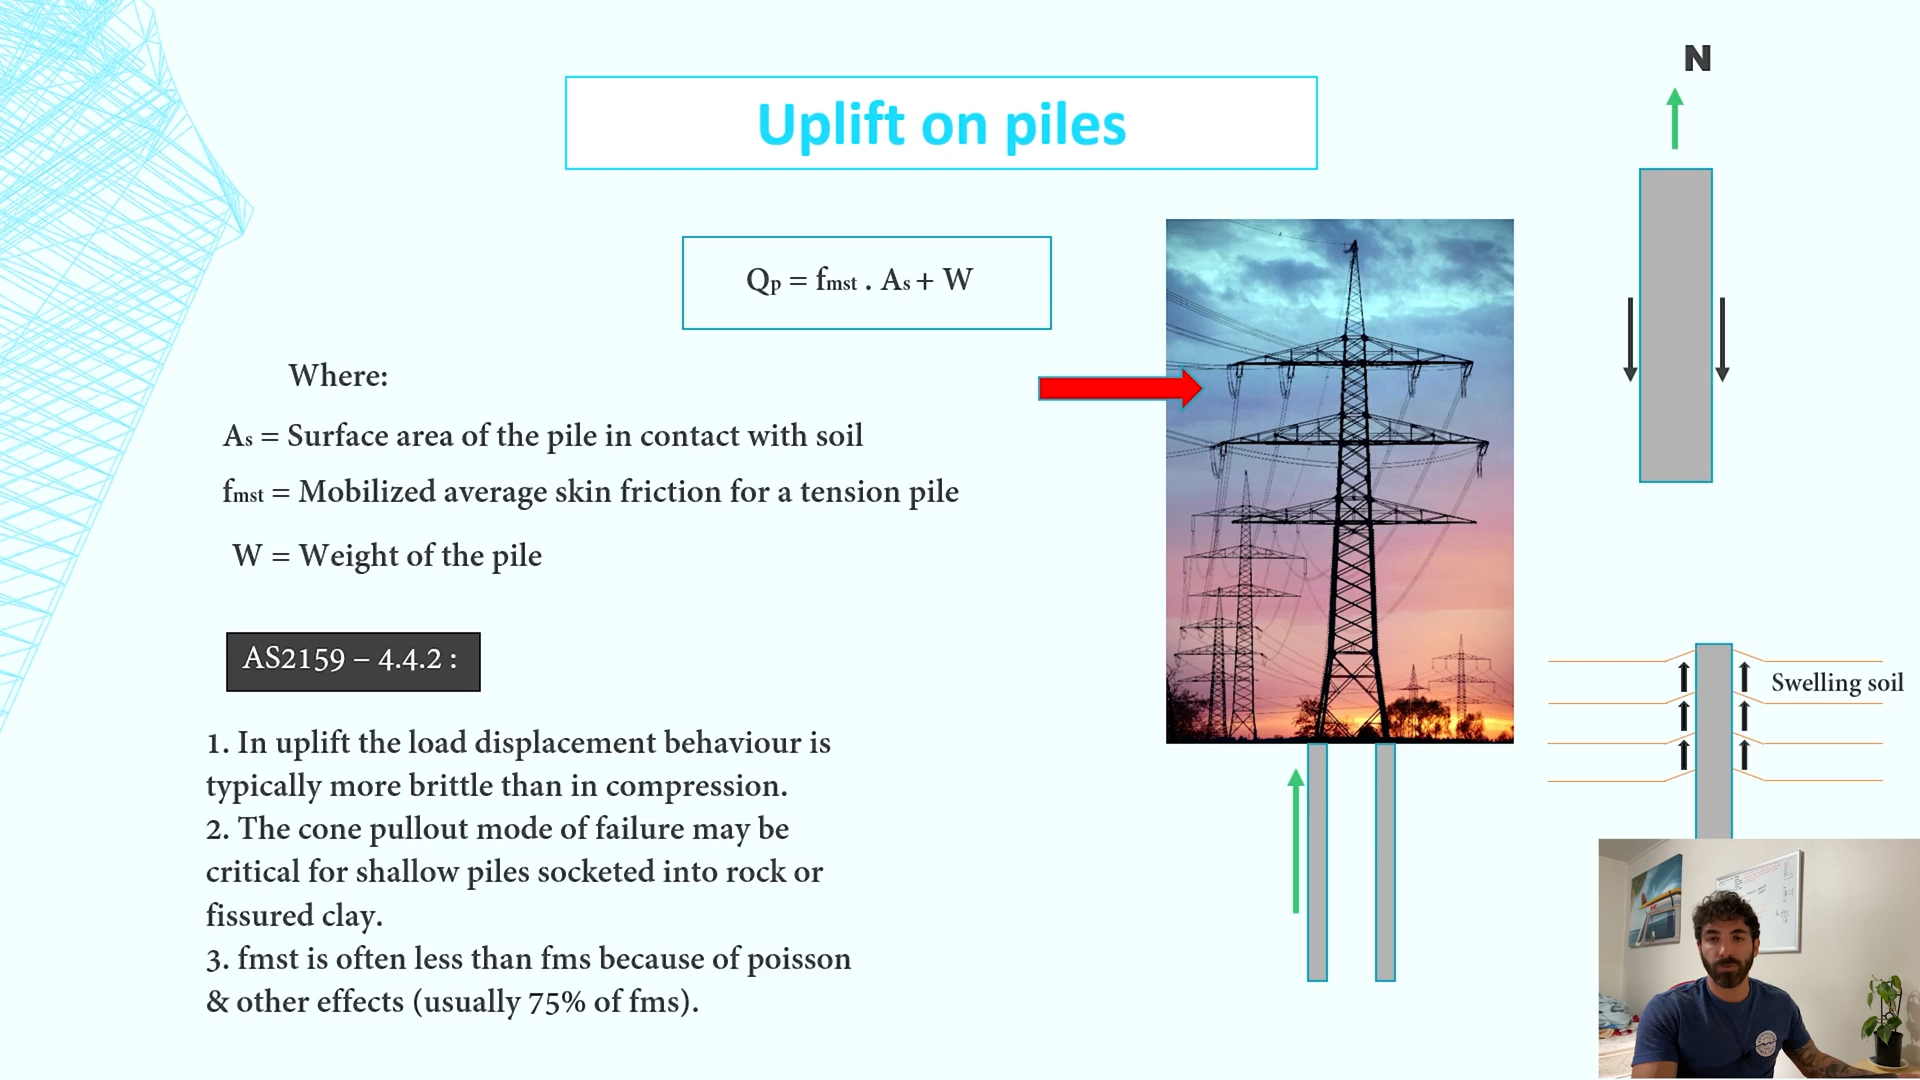 Uplift on piles
N
Qp = fmst . As + W
Where:
As = Surface area of the pile in contact with soil
fmst = Mobilized average skin friction for a tension pile
W = Weight of the pile
Swelling soil
AS2159 – 4.4.2 :
1. In uplift the load displacement behaviour is
typically more brittle than in compression.
2. The cone pullout mode of failure may be
critical for shallow piles socketed into rock or
fissured clay.
3. fmst is often less than fms because of poisson
& other effects (usually 75% of fms).